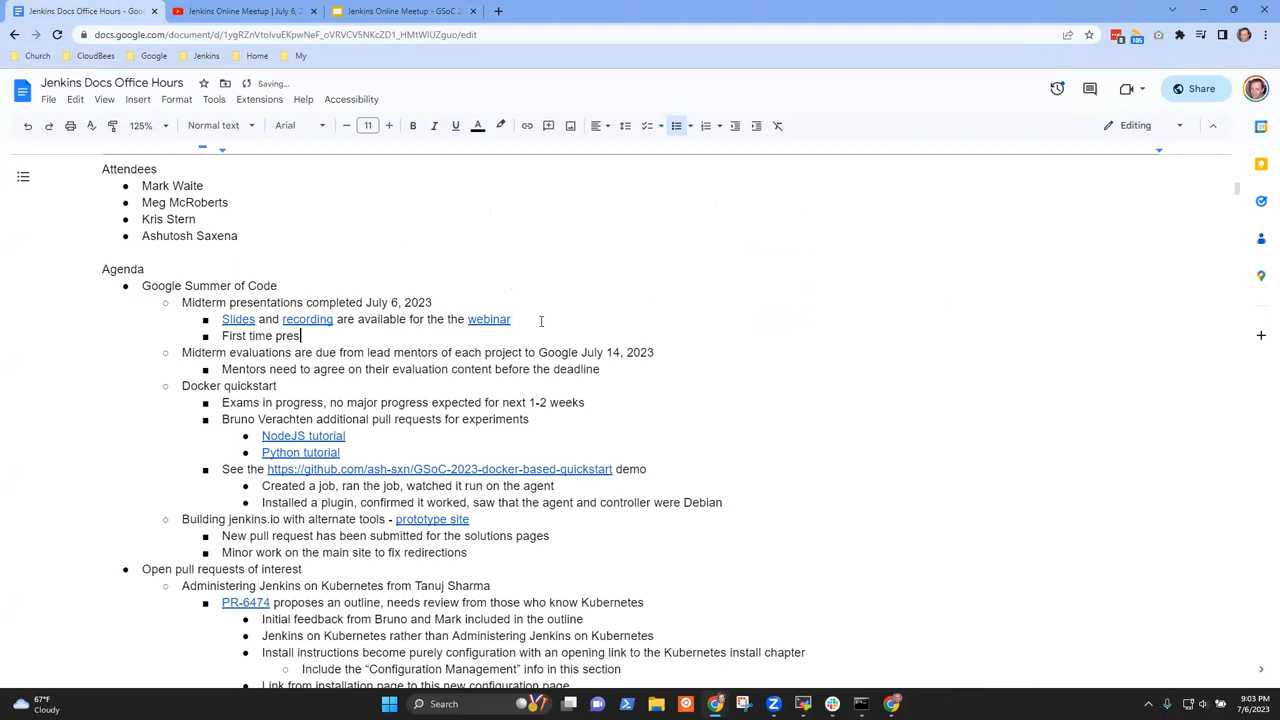 Jenkins Docs Office Hours - Goo
Jenkins Online Meetup | July 6, 2
Jenkins Online Meetup - GSoC 2
docs.google.com/document/d/1ygRZnVtoIvuEKpwNeF_oVRVCV5NKcZD1_HMtWIUZguo/edit
Church
CloudBees
Google
Jenkins
Home
My
Jenkins Docs Office Hours
Saving...
File Edit View Insert Format Tools Extensions Help Accessibility
Share
125%
Normal text
Arial
11
Editing
Attendees
● Mark Waite
● Meg McRoberts
● Kris Stern
● Ashutosh Saxena
Agenda
● Google Summer of Code
○ Midterm presentations completed July 6, 2023
■ Slides and recording are available for the the webinar
■ First time pres
○ Midterm evaluations are due from lead mentors of each project to Google July 14, 2023
■ Mentors need to agree on their evaluation content before the deadline
○ Docker quickstart
■ Exams in progress, no major progress expected for next 1-2 weeks
■ Bruno Verachten additional pull requests for experiments
● NodeJS tutorial
● Python tutorial
■ See the https://github.com/ash-sxn/GSoC-2023-docker-based-quickstart demo
● Created a job, ran the job, watched it run on the agent
● Installed a plugin, confirmed it worked, saw that the agent and controller were Debian
○ Building jenkins.io with alternate tools - prototype site
■ New pull request has been submitted for the solutions pages
■ Minor work on the main site to fix redirections
● Open pull requests of interest
○ Administering Jenkins on Kubernetes from Tanuj Sharma
■ PR-6474 proposes an outline, needs review from those who know Kubernetes
● Initial feedback from Bruno and Mark included in the outline
● Jenkins on Kubernetes rather than Administering Jenkins on Kubernetes
● Install instructions become purely configuration with an opening link to the Kubernetes install chapter
○ Include the “Configuration Management” info in this section
● Link from installation page to this new configuration page
67°F
Cloudy
Search
9:03 PM
7/6/2023